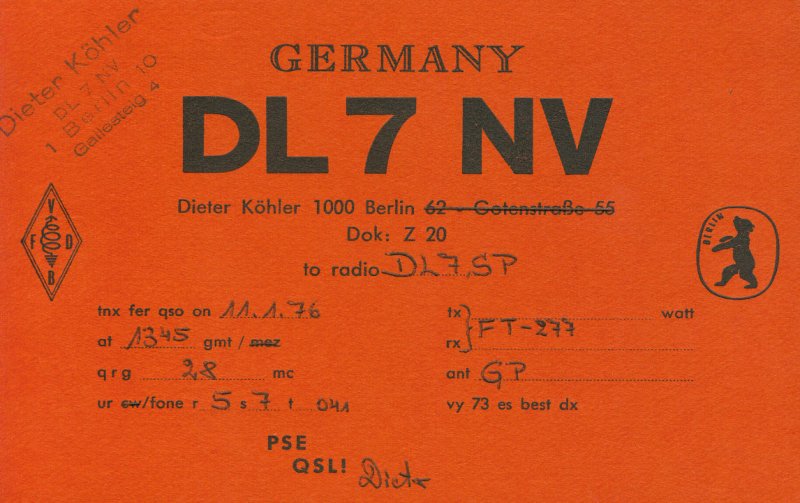 Dieter Köhler
DL 7 NV
1 Berlin 10
Gallesteig 4
GERMANY
DL 7 NV
Dieter Köhler 1000 Berlin 62 - Gotenstraße 55
Dok: Z 20
to radio DL7SP
V
F D
B
BERLIN
tnx fer qso on 11.1.76
at 1345 gmt / mez
qrg 28 mc
ur cw/fone r 5 s 7 t 041
tx} watt
rx} FT-277
ant GP
vy 73 es best dx
PSE
QSL! Dieter